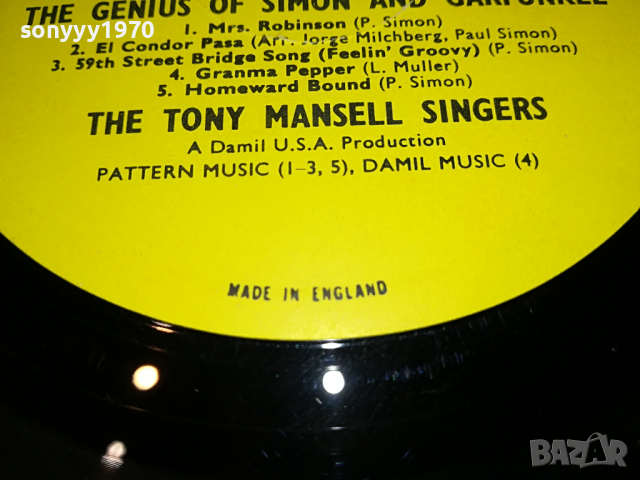 sonyyy1970
THE GENIUS OF SIMON AND GARFUNKEL
1. Mrs. Robinson (P. Simon)
2. El Condor Pasa (Arr. Jorge Milchberg, Paul Simon)
3. 59th Street Bridge Song (Feelin' Groovy) (P. Simon)
4. Granma Pepper (L. Muller)
5. Homeward Bound (P. Simon)
THE TONY MANSELL SINGERS
A Damil U.S.A. Production
PATTERN MUSIC (1-3, 5), DAMIL MUSIC (4)
MADE IN ENGLAND
BAZAR